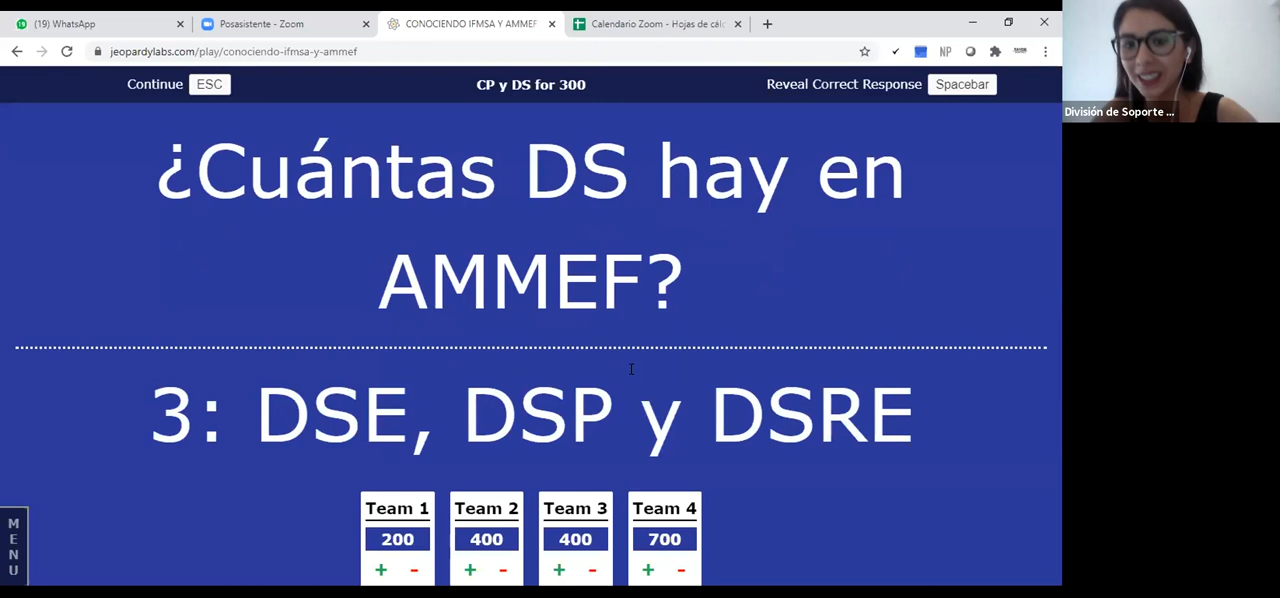 (19) WhatsApp
Posasistente - Zoom
CONOCIENDO IFMSA Y AMMEF
Calendario Zoom - Hojas de cálc
jeopardylabs.com/play/conociendo-ifmsa-y-ammef
NP
Continue ESC
CP y DS for 300
Reveal Correct Response Spacebar
División de Soporte ...
¿Cuántas DS hay en
AMMEF?
3: DSE, DSP y DSRE
MENU
Team 1 Team 2 Team 3 Team 4
200 400 400 700
+ - + - + - + -